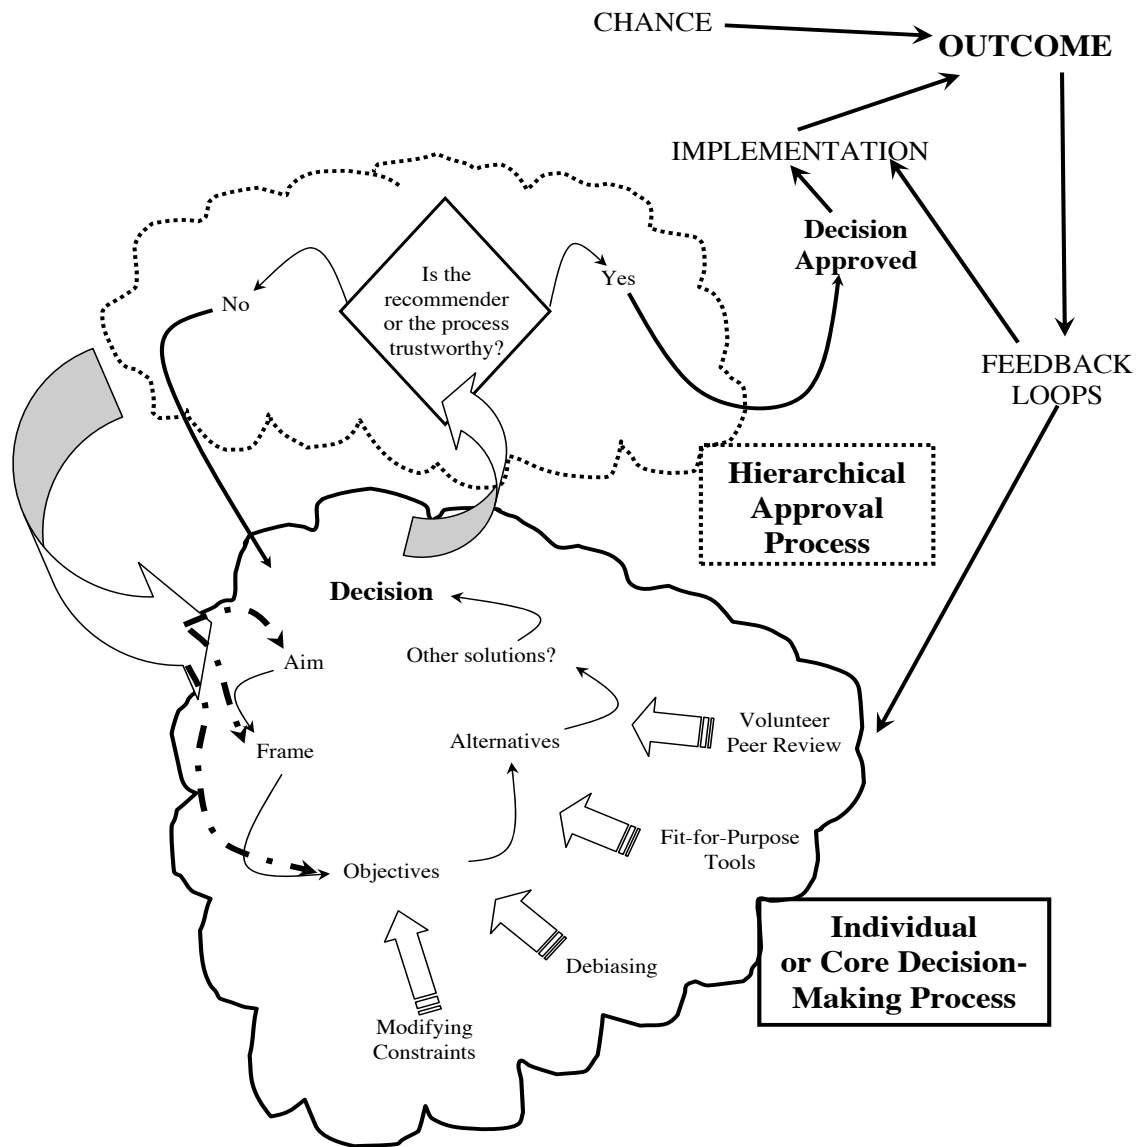 CHANCE
OUTCOME
IMPLEMENTATION
Decision
Approved
Is the
recommender
or the process
trustworthy?
Yes
No
FEEDBACK
LOOPS
Hierarchical
Approval
Process
Decision
Other solutions?
Aim
Frame
Alternatives
Volunteer
Peer Review
Fit-for-Purpose
Tools
Objectives
Debiasing
Individual
or Core Decision-
Making Process
Modifying
Constraints